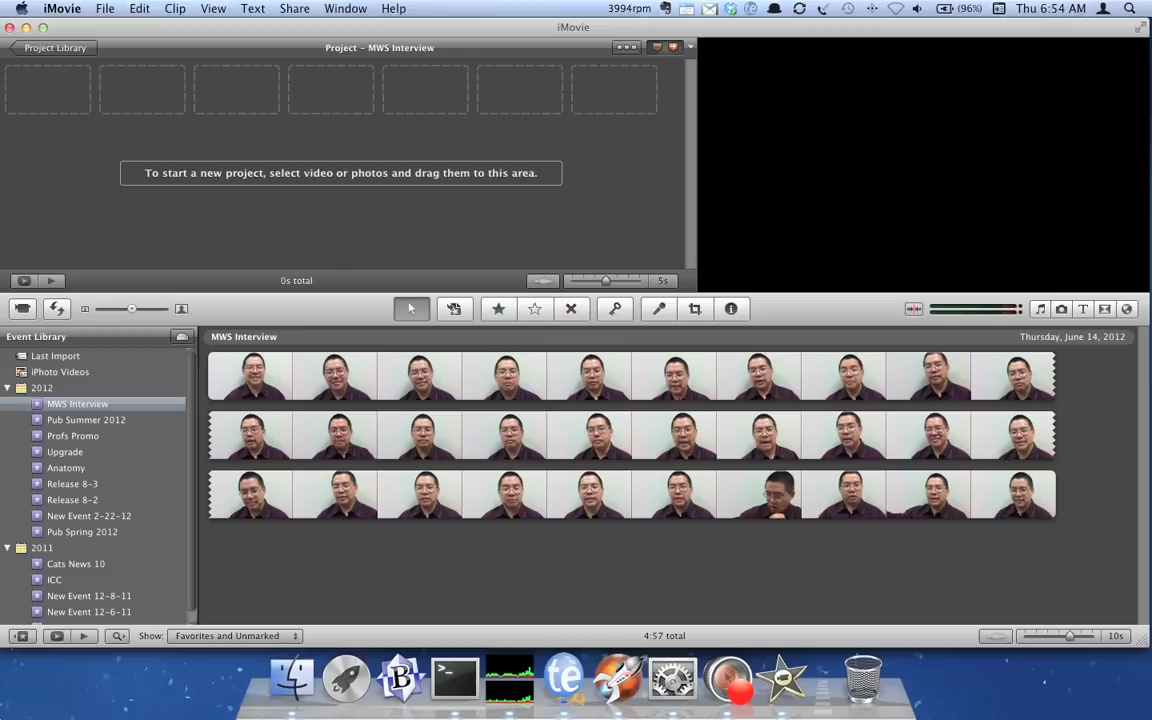 iMovie File Edit Clip View Text Share Window Help 3994rpm (96%) Thu 6:54 AM
iMovie
Project Library Project - MWS Interview
To start a new project, select video or photos and drag them to this area.
0s total 5s
Event Library MWS Interview Thursday, June 14, 2012
Last Import
iPhoto Videos
2012
MWS Interview
Pub Summer 2012
Profs Promo
Upgrade
Anatomy
Release 8-3
Release 8-2
New Event 2-22-12
Pub Spring 2012
2011
Cats News 10
ICC
New Event 12-8-11
New Event 12-6-11
Show: Favorites and Unmarked 4:57 total 10s
B >_ te